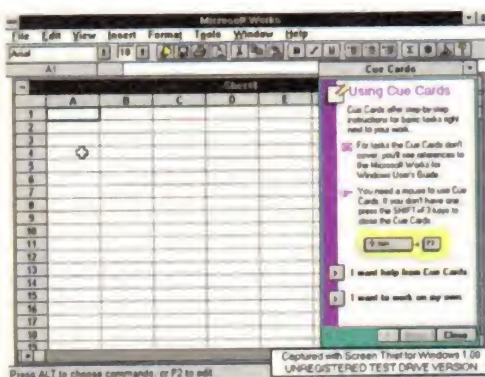 Microsoft Works
File Edit View Insert Format Tools Window Help
Arial 10 B I U Σ
A1
Cue Cards
Sheet1
A B C D E
1
2
3
4
5
6
7
8
9
10
11
12
13
14
15
16
17
18
19
Using Cue Cards
Cue Cards offer step-by-step
instructions for basic tasks right
next to your work.
For tasks the Cue Cards don't
cover, you'll see references to
the Microsoft Works for
Windows User's Guide.
You need a mouse to use Cue
Cards. If you don't have one
press the SHIFT+F3 keys to
close the Cue Cards.
+ F3
I want help from Cue Cards
I want to work on my own
Close
Captured with Screen Thief for Windows 1.00
UNREGISTERED TEST DRIVE VERSION
Press ALT to choose commands, or F2 to edit